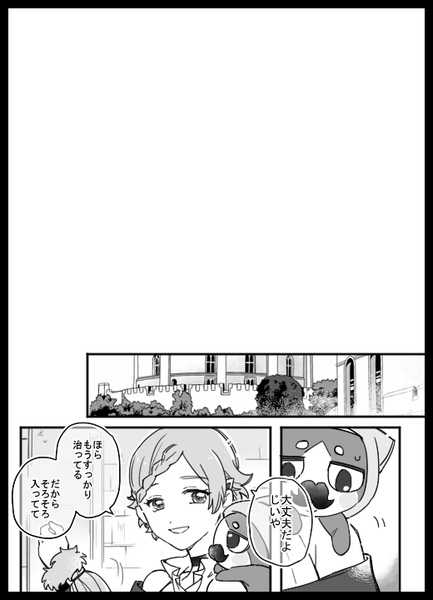 大丈夫だよ
じいや
ほら
もうすっかり
治ってる
だから
そろそろ
入ってて